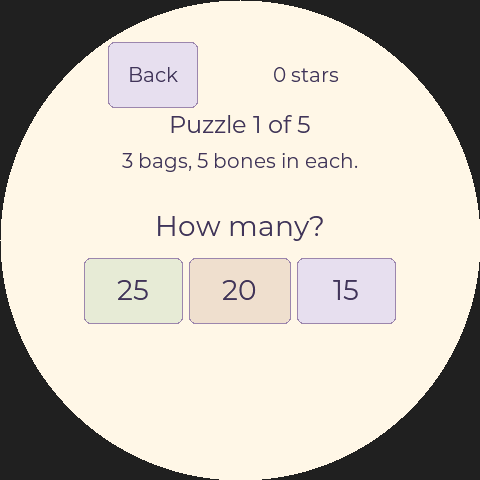 Back
0 stars
Puzzle 1 of 5
3 bags, 5 bones in each.
How many?
25
20
15